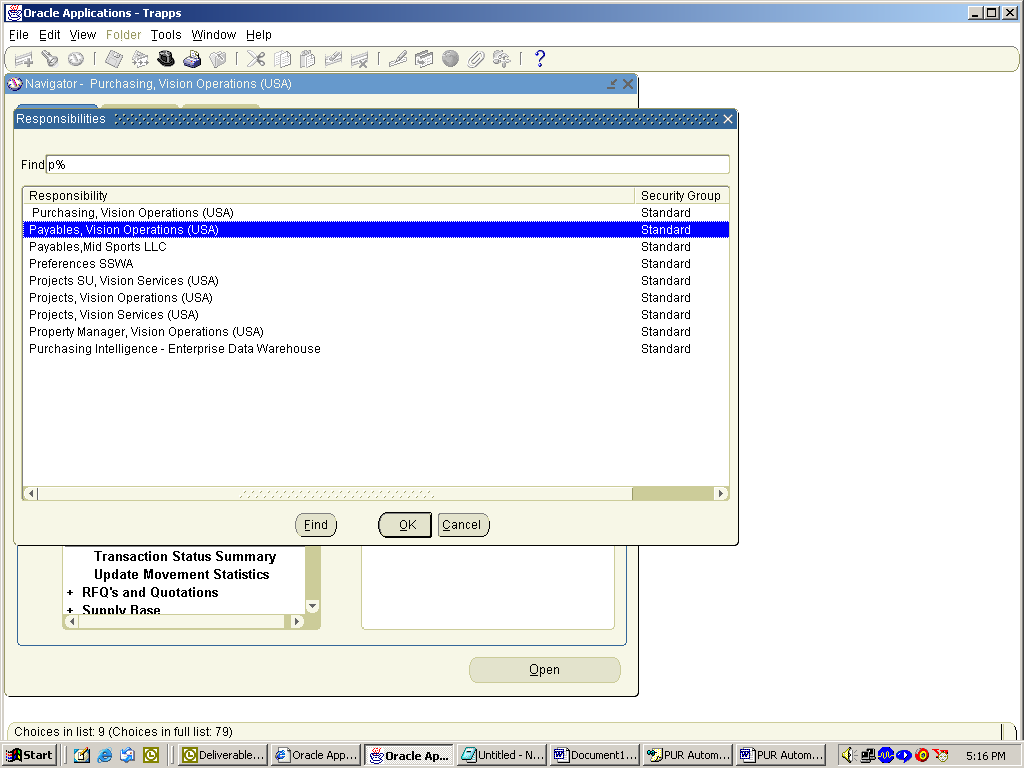 Oracle Applications - Trapps
File Edit View Folder Tools Window Help
?
Navigator - Purchasing, Vision Operations (USA)
Responsibilities
Find p%
Responsibility Security Group
Purchasing, Vision Operations (USA) Standard
Payables, Vision Operations (USA) Standard
Payables,Mid Sports LLC Standard
Preferences SSWA Standard
Projects SU, Vision Services (USA) Standard
Projects, Vision Operations (USA) Standard
Projects, Vision Services (USA) Standard
Property Manager, Vision Operations (USA) Standard
Purchasing Intelligence - Enterprise Data Warehouse Standard
Find OK Cancel
Transaction Status Summary
Update Movement Statistics
+ RFQ's and Quotations
+ Supply Base
Open
Choices in list: 9 (Choices in full list: 79)
Start Deliverable... Oracle App... Oracle Ap... Untitled - N... Document1... PUR Autom... PUR Autom... 5:16 PM